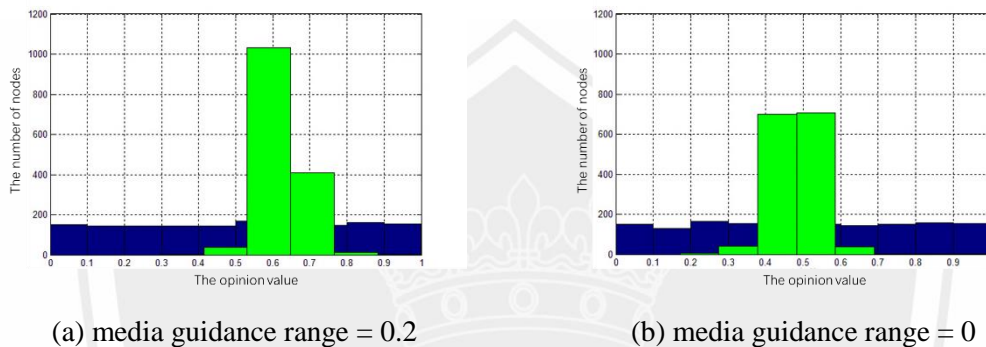 1200
1000
800
600
400
200
0
The number of nodes
0 0.1 0.2 0.3 0.4 0.5 0.6 0.7 0.8 0.9 1
The opinion value
(a) media guidance range = 0.2
1200
1000
800
600
400
200
0
The number of nodes
0 0.1 0.2 0.3 0.4 0.5 0.6 0.7 0.8 0.9
The opinion value
(b) media guidance range = 0